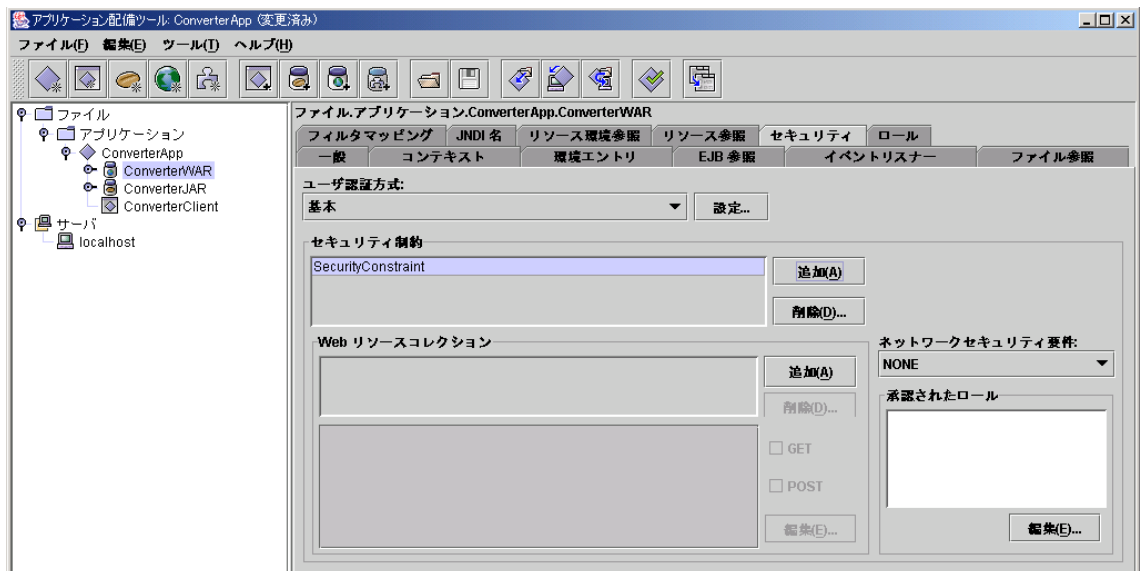 アプリケーション配備ツール: ConverterApp (変更済み)
ファイル(F) 編集(E) ツール(T) ヘルプ(H)
ファイル
アプリケーション
ConverterApp
ConverterWAR
ConverterJAR
ConverterClient
サーバ
localhost
ファイル.アプリケーション.ConverterApp.ConverterWAR
フィルタマッピング JNDI 名 リソース環境参照 リソース参照 セキュリティ ロール
一般 コンテキスト 環境エントリ EJB 参照 イベントリスナー ファイル参照
ユーザ認証方式:
基本 設定...
セキュリティ制約
SecurityConstraint
追加(A)
削除(D)...
Web リソースコレクション
追加(A)
削除(D)...
GET
POST
編集(E)...
ネットワークセキュリティ要件:
NONE
承認されたロール
編集(E)...